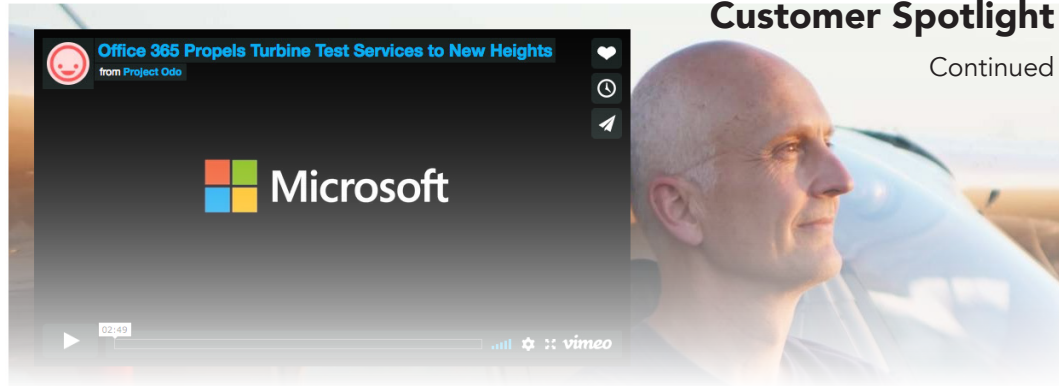 Customer Spotlight
Continued
Office 365 Propels Turbine Test Services to New Heights
from Project Odo
Microsoft
02:49
vimeo